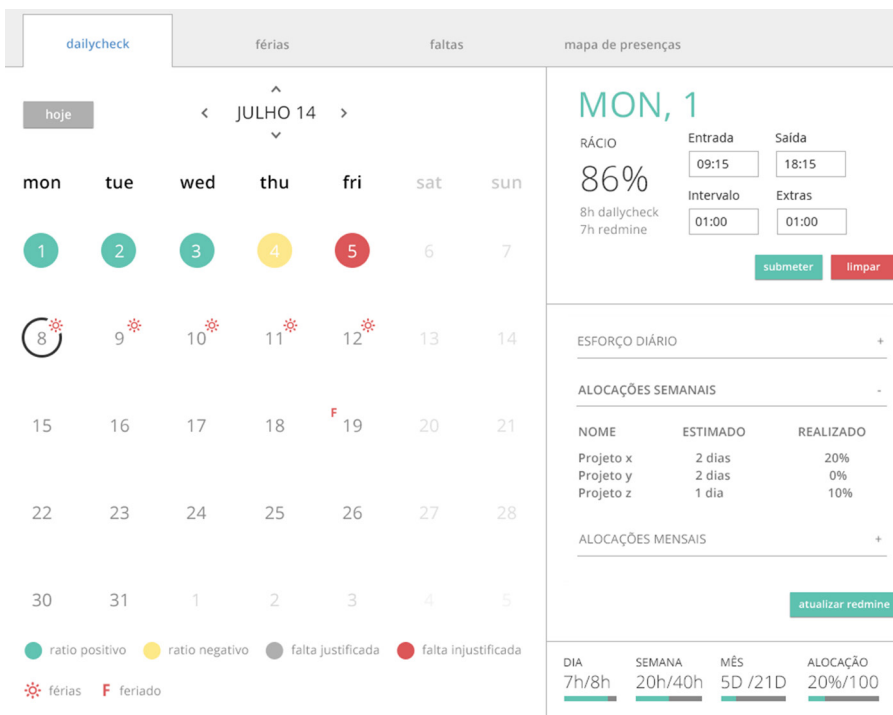 dailycheck férias faltas mapa de presenças
hoje < JULHO 14 >
mon tue wed thu fri sat sun
1 2 3 4 5 6 7
8 9 10 11 12 13 14
15 16 17 18 F 19 20 21
22 23 24 25 26 27 28
30 31 1 2 3 4 5
ratio positivo ratio negativo falta justificada falta injustificada
férias F feriado
MON, 1
RÁCIO Entrada Saída
86% 09:15 18:15
8h dallycheck
7h redmine
Intervalo Extras
01:00 01:00
submeter limpar
ESFORÇO DIÁRIO +
ALOCAÇÕES SEMANAIS -
NOME ESTIMADO REALIZADO
Projeto x 2 dias 20%
Projeto y 2 dias 0%
Projeto z 1 dia 10%
ALOCAÇÕES MENSAIS +
atualizar redmine
DIA SEMANA MÊS ALOCAÇÃO
7h/8h 20h/40h 5D /21D 20%/100